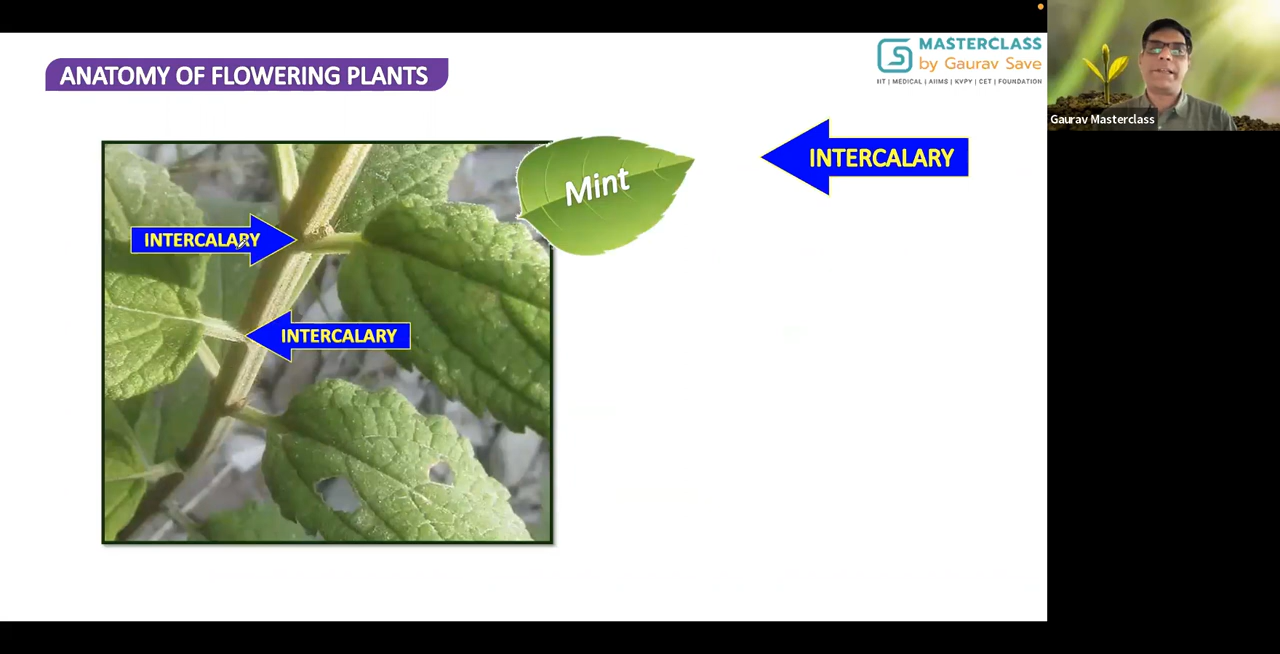 ANATOMY OF FLOWERING PLANTS
MASTERCLASS
by Gaurav Save
IIT | MEDICAL | AIIMS | KVPY | CET | FOUNDATION
Gaurav Masterclass
Mint
INTERCALARY
INTERCALARY
INTERCALARY